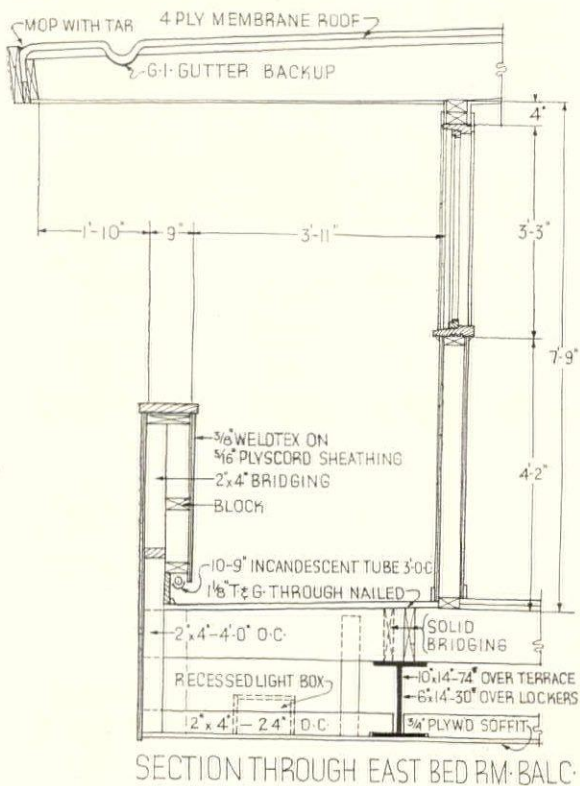 MOP WITH TAR
4 PLY MEMBRANE ROOF
G·I· GUTTER BACKUP
4"
1'-10"
9"
3'-11"
3'-3"
7'-9"
3/8" WELDTEX ON
5/16" PLYSCORD SHEATHING
2"x4" BRIDGING
BLOCK
4'-2"
10-9" INCANDESCENT TUBE 3' O·C·
1 1/8" T&G· THROUGH NAILED
2"x4"-4'-0" O·C·
SOLID
BRIDGING
RECESSED LIGHT BOX
10"x14"-74# OVER TERRACE
6"x14"-30# OVER LOCKERS
2"x4" - 24" O·C·
3/4" PLYWD SOFFIT
SECTION THROUGH EAST BED RM· BALC·